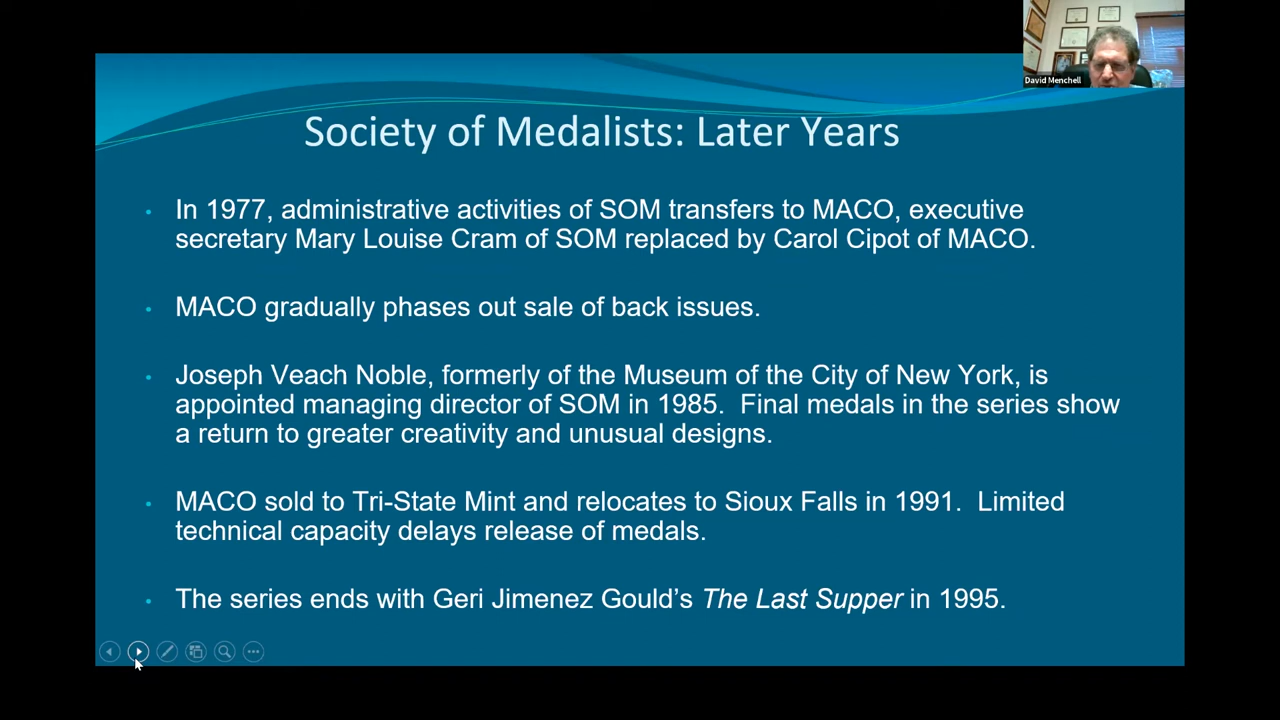 David Menchell
Society of Medalists: Later Years
• In 1977, administrative activities of SOM transfers to MACO, executive
secretary Mary Louise Cram of SOM replaced by Carol Cipot of MACO.
• MACO gradually phases out sale of back issues.
• Joseph Veach Noble, formerly of the Museum of the City of New York, is
appointed managing director of SOM in 1985.  Final medals in the series show
a return to greater creativity and unusual designs.
• MACO sold to Tri-State Mint and relocates to Sioux Falls in 1991.  Limited
technical capacity delays release of medals.
• The series ends with Geri Jimenez Gould’s The Last Supper in 1995.